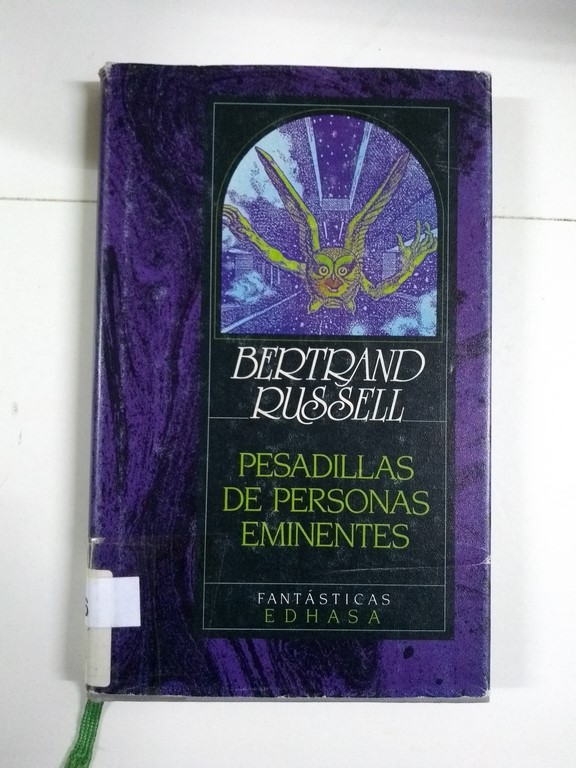 BERTRAND
RUSSELL
PESADILLAS
DE PERSONAS
EMINENTES
FANTÁSTICAS
EDHASA